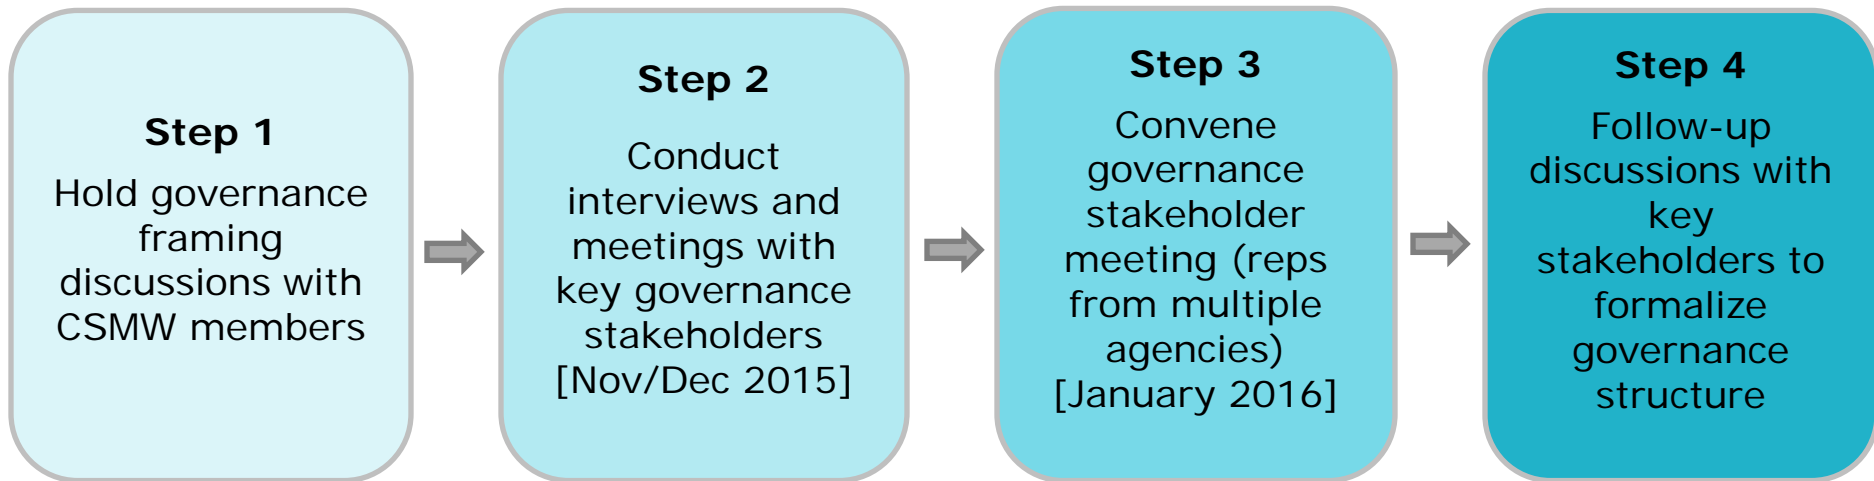 Step 1
Hold governance
framing
discussions with
CSMW members
Step 2
Conduct
interviews and
meetings with
key governance
stakeholders
[Nov/Dec 2015]
Step 3
Convene
governance
stakeholder
meeting (reps
from multiple
agencies)
[January 2016]
Step 4
Follow-up
discussions with
key
stakeholders to
formalize
governance
structure